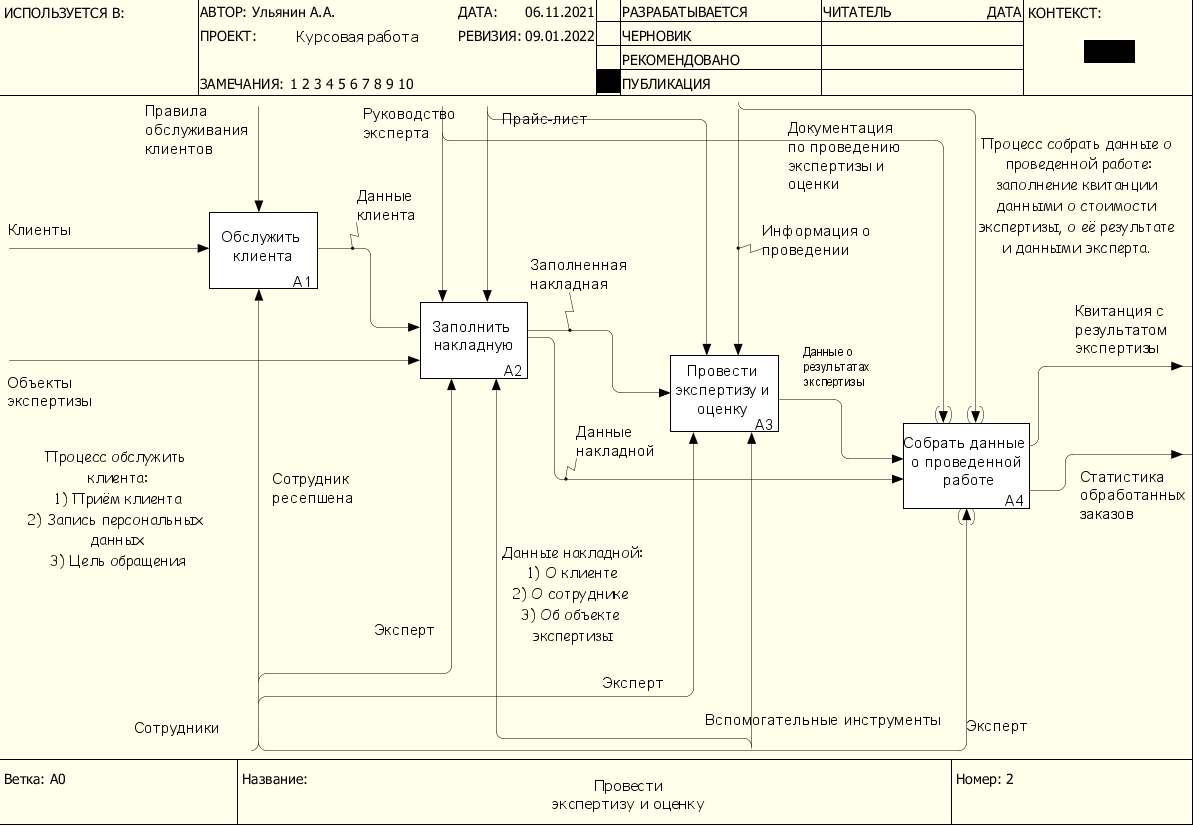 ИСПОЛЬЗУЕТСЯ В:
АВТОР: Ульянин А.А.
ДАТА: 06.11.2021
ПРОЕКТ: Курсовая работа
РЕВИЗИЯ: 09.01.2022
ЗАМЕЧАНИЯ: 1 2 3 4 5 6 7 8 9 10
РАЗРАБАТЫВАЕТСЯ
ЧЕРНОВИК
РЕКОМЕНДОВАНО
ПУБЛИКАЦИЯ
ЧИТАТЕЛЬ
ДАТА
КОНТЕКСТ:
Правила
обслуживания
клиентов
Руководство
эксперта
Прайс-лист
Документация
по проведению
экспертизы и
оценки
Процесс собрать данные о
проведенной работе:
заполнение квитанции
данными о стоимости
экспертизы, о её результате
и данными эксперта.
Данные
клиента
Клиенты
Обслужить
клиента
A1
Информация о
проведении
Заполненная
накладная
Заполнить
накладную
A2
Квитанция с
результатом
экспертизы
Данные о
результатах
экспертизы
Провести
экспертизу и
оценку
A3
Объекты
экспертизы
Данные
накладной
Собрать данные
о проведенной
работе
A4
Процесс обслужить
клиента:
1) Приём клиента
2) Запись персональных
данных
3) Цель обращения
Сотрудник
ресепшена
Статистика
обработанных
заказов
Данные накладной:
1) О клиенте
2) О сотруднике
3) Об объекте
экспертизы
Эксперт
Эксперт
Сотрудники
Вспомогательные инструменты
Эксперт
Ветка: A0
Название:
Провести
экспертизу и оценку
Номер: 2